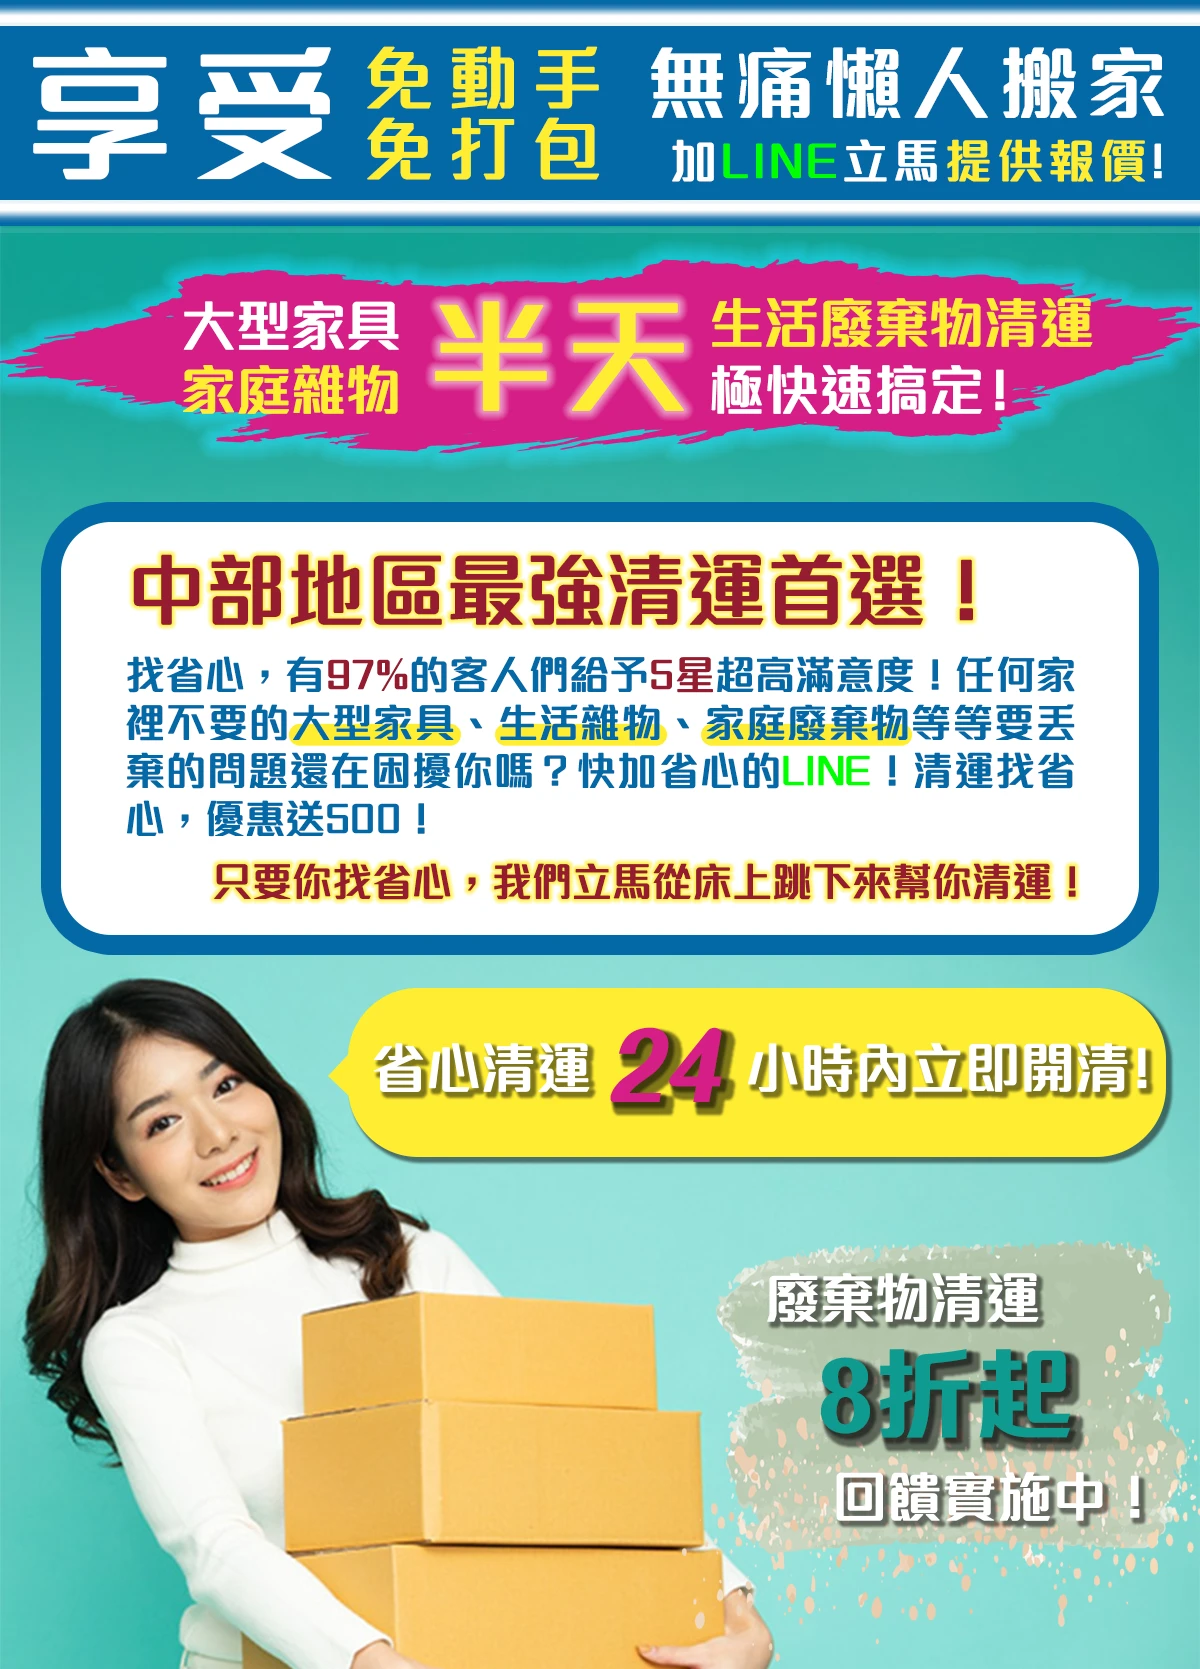 享受
免動手
免打包
無痛懶人搬家
加LINE立馬提供報價!
大型家具
家庭雜物
半天
生活廢棄物清運
極快速搞定!
中部地區最強清運首選!
找省心，有97%的客人們給予5星超高滿意度!任何家
裡不要的大型家具、生活雜物、家庭廢棄物等等要丟
棄的問題還在困擾你嗎?快加省心的LINE!清運找省
心，優惠送500!
只要你找省心，我們立馬從床上跳下來幫你清運!
省心清運 24 小時內立即開清!
廢棄物清運
8折起
回饋實施中!